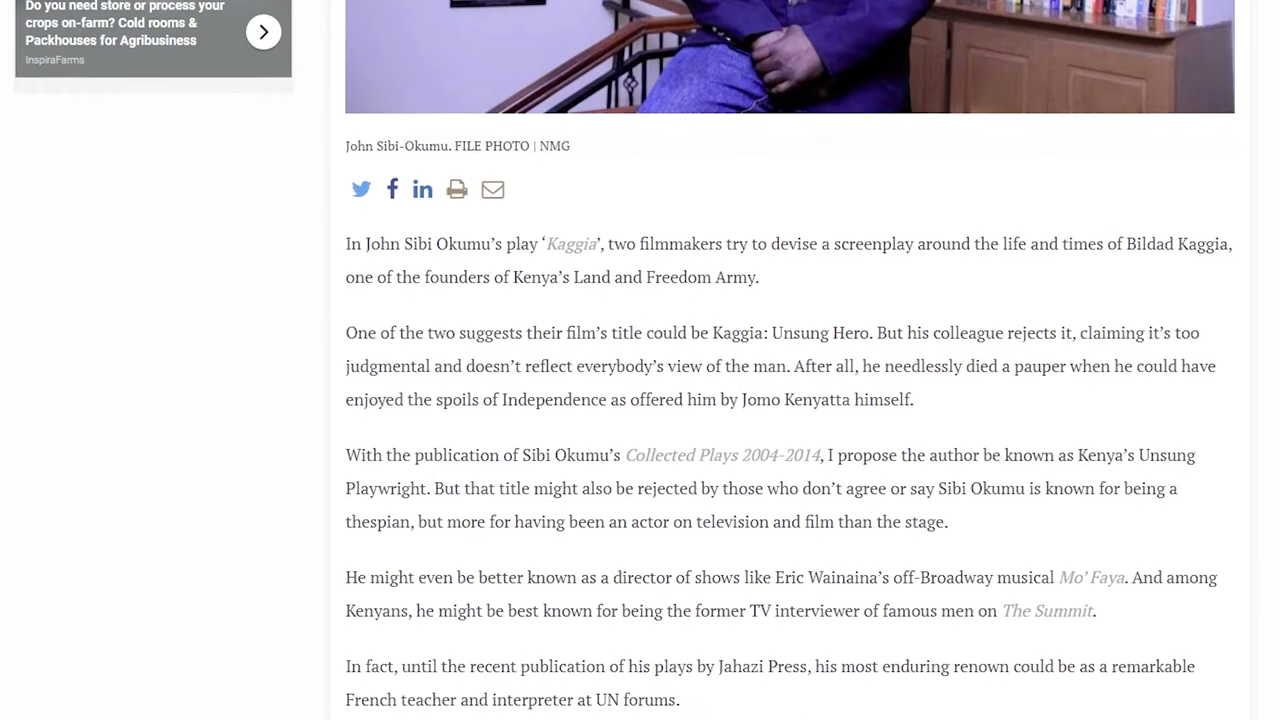 Do you need store or process your
crops on-farm? Cold rooms &
Packhouses for Agribusiness
InspiraFarms
John Sibi-Okumu. FILE PHOTO | NMG
In John Sibi Okumu’s play ‘Kaggia’, two filmmakers try to devise a screenplay around the life and times of Bildad Kaggia,
one of the founders of Kenya’s Land and Freedom Army.
One of the two suggests their film’s title could be Kaggia: Unsung Hero. But his colleague rejects it, claiming it’s too
judgmental and doesn’t reflect everybody’s view of the man. After all, he needlessly died a pauper when he could have
enjoyed the spoils of Independence as offered him by Jomo Kenyatta himself.
With the publication of Sibi Okumu’s Collected Plays 2004-2014, I propose the author be known as Kenya’s Unsung
Playwright. But that title might also be rejected by those who don’t agree or say Sibi Okumu is known for being a
thespian, but more for having been an actor on television and film than the stage.
He might even be better known as a director of shows like Eric Wainaina’s off-Broadway musical Mo’ Faya. And among
Kenyans, he might be best known for being the former TV interviewer of famous men on The Summit.
In fact, until the recent publication of his plays by Jahazi Press, his most enduring renown could be as a remarkable
French teacher and interpreter at UN forums.